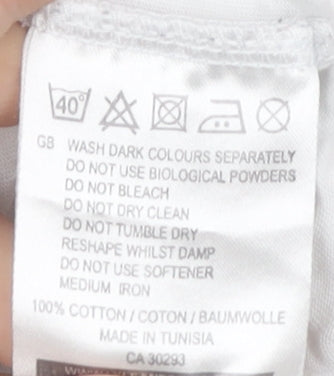 40°
GB WASH DARK COLOURS SEPARATELY
DO NOT USE BIOLOGICAL POWDERS
DO NOT BLEACH
DO NOT DRY CLEAN
DO NOT TUMBLE DRY
RESHAPE WHILST DAMP
DO NOT USE SOFTENER
MEDIUM IRON
100% COTTON / COTON / BAUMWOLLE
MADE IN TUNISIA
CA 30293